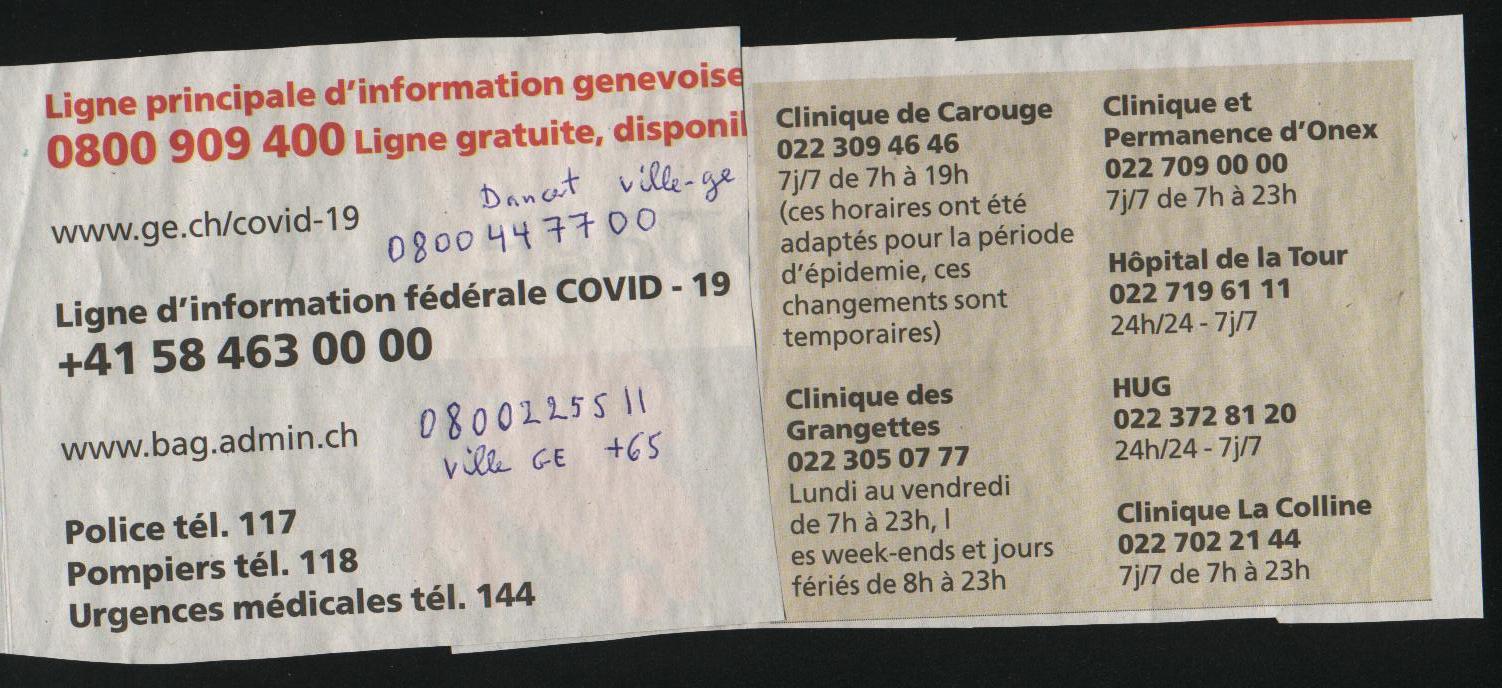 Ligne principale d'information genevoise
0800 909 400 Ligne gratuite, disponil
Dancet ville-ge
www.ge.ch/covid-19
0800 44 77 00
Ligne d'information fédérale COVID - 19
+41 58 463 00 00
0800225511
www.bag.admin.ch
ville GE +65
Police tél. 117
Pompiers tél. 118
Urgences médicales tél. 144
Clinique de Carouge
022 309 46 46
7j/7 de 7h à 19h
(ces horaires ont été
adaptés pour la période
d'épidemie, ces
changements sont
temporaires)
Clinique des
Grangettes
022 305 07 77
Lundi au vendredi
de 7h à 23h, l
es week-ends et jours
fériés de 8h à 23h
Clinique et
Permanence d'Onex
022 709 00 00
7j/7 de 7h à 23h
Hôpital de la Tour
022 719 61 11
24h/24 - 7j/7
HUG
022 372 81 20
24h/24 - 7j/7
Clinique La Colline
022 702 21 44
7j/7 de 7h à 23h